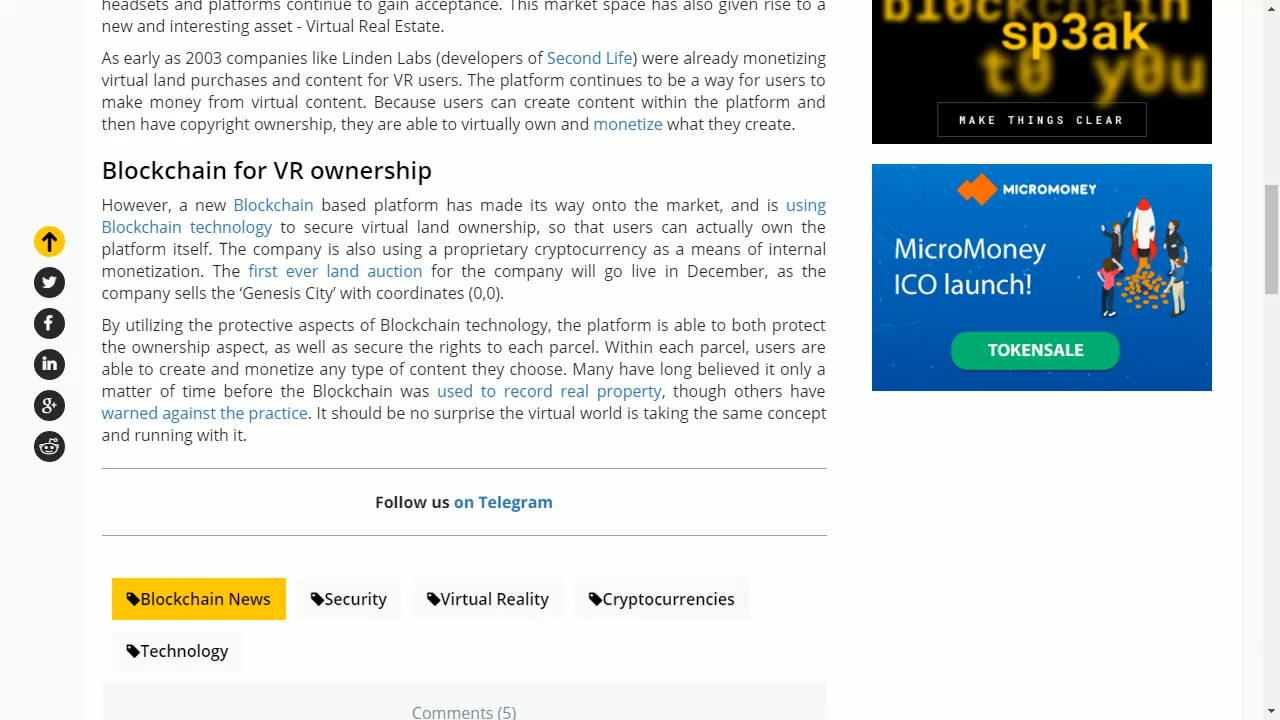 headsets and platforms continue to gain acceptance. This market space has also given rise to a
new and interesting asset - Virtual Real Estate.
As early as 2003 companies like Linden Labs (developers of Second Life) were already monetizing
virtual land purchases and content for VR users. The platform continues to be a way for users to
make money from virtual content. Because users can create content within the platform and
then have copyright ownership, they are able to virtually own and monetize what they create.
Blockchain for VR ownership
However, a new Blockchain based platform has made its way onto the market, and is using
Blockchain technology to secure virtual land ownership, so that users can actually own the
platform itself. The company is also using a proprietary cryptocurrency as a means of internal
monetization. The first ever land auction for the company will go live in December, as the
company sells the ‘Genesis City’ with coordinates (0,0).
By utilizing the protective aspects of Blockchain technology, the platform is able to both protect
the ownership aspect, as well as secure the rights to each parcel. Within each parcel, users are
able to create and monetize any type of content they choose. Many have long believed it only a
matter of time before the Blockchain was used to record real property, though others have
warned against the practice. It should be no surprise the virtual world is taking the same concept
and running with it.
Follow us on Telegram
Blockchain News
Security
Virtual Reality
Cryptocurrencies
Technology
Comments (5)
bl0ckchain
sp3ak
t0 y0u
MAKE THINGS CLEAR
MICROMONEY
MicroMoney
ICO launch!
TOKENSALE